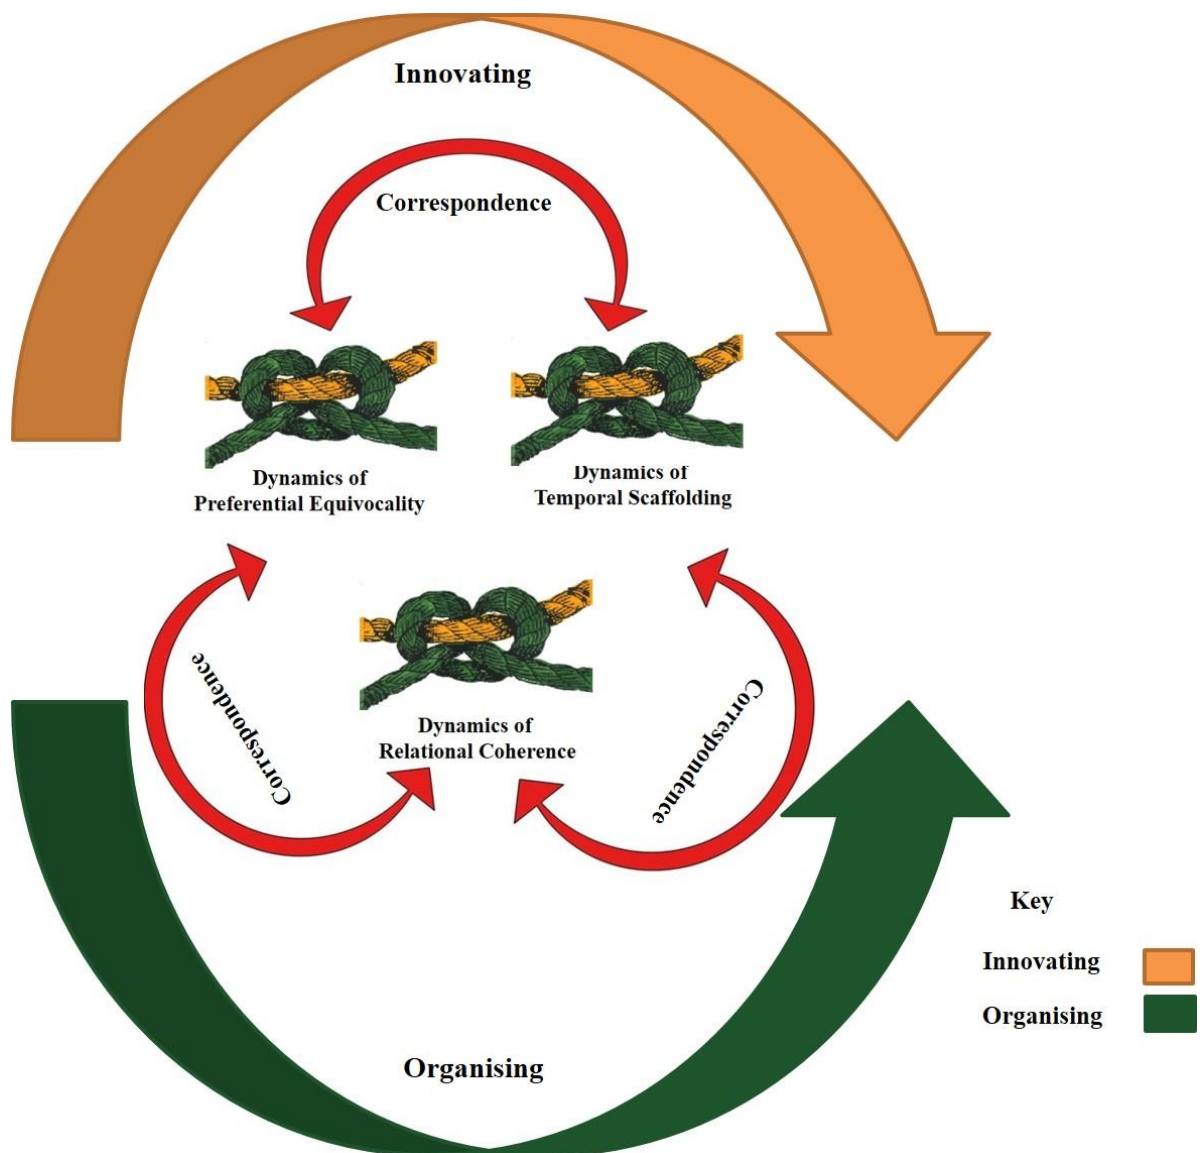 Innovating
Correspondence
Dynamics of
Preferential Equivocality
Dynamics of
Temporal Scaffolding
Correspondence
Correspondence
Dynamics of
Relational Coherence
Key
Innovating
Organising
Organising